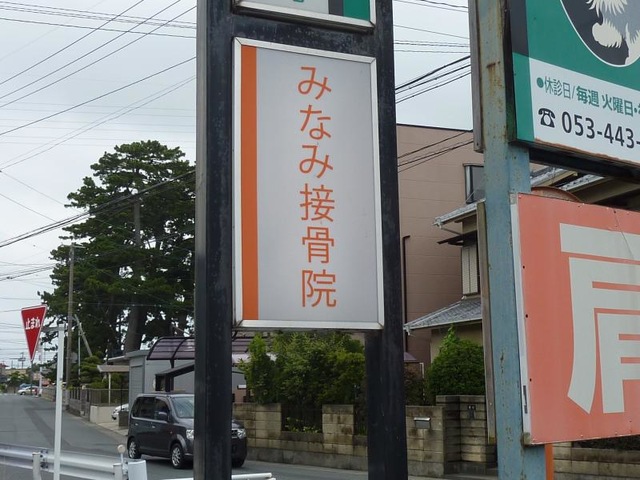 みなみ接骨院
●休診日/毎週 火曜日・
☎053-443-
肩
止まれ